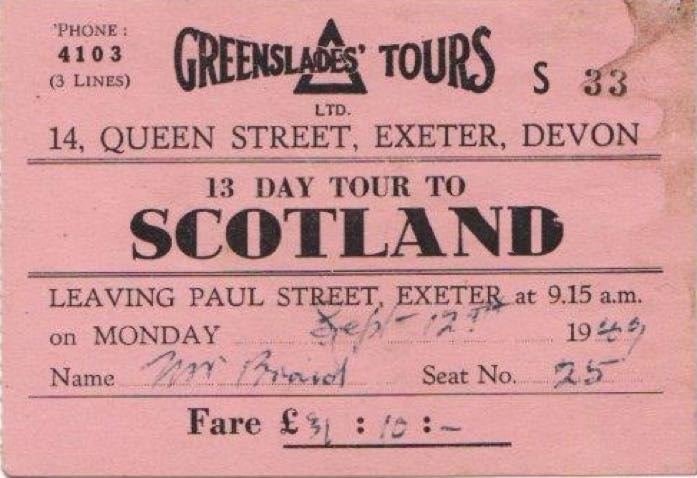 'PHONE :
4103
(3 LINES)
GREENSLADES' TOURS
LTD.
S 33
14, QUEEN STREET, EXETER, DEVON
13 DAY TOUR TO
SCOTLAND
LEAVING PAUL STREET, EXETER at 9.15 a.m.
on MONDAY Sept 12TH 1949
Name Mr Braid Seat No. 25
Fare £31 : 10 : –